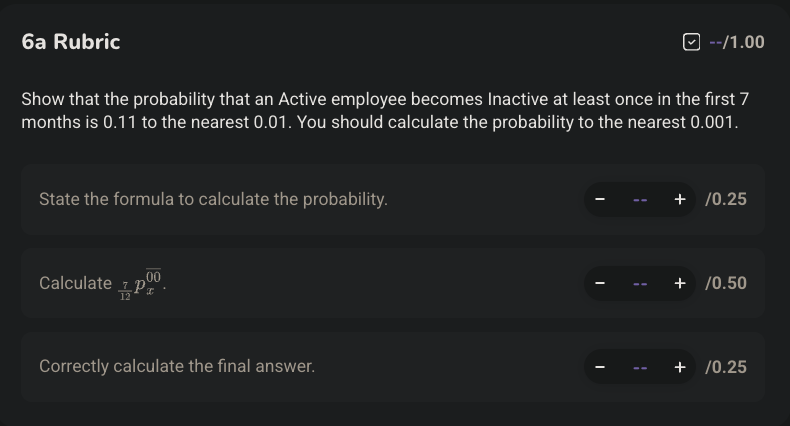 6a Rubric
--/1.00
Show that the probability that an Active employee becomes Inactive at least once in the first 7
months is 0.11 to the nearest 0.01. You should calculate the probability to the nearest 0.001.
State the formula to calculate the probability.
− -- + /0.25
Calculate $_{\frac{7}{12}}p_x^{\overline{00}}$.
− -- + /0.50
Correctly calculate the final answer.
− -- + /0.25